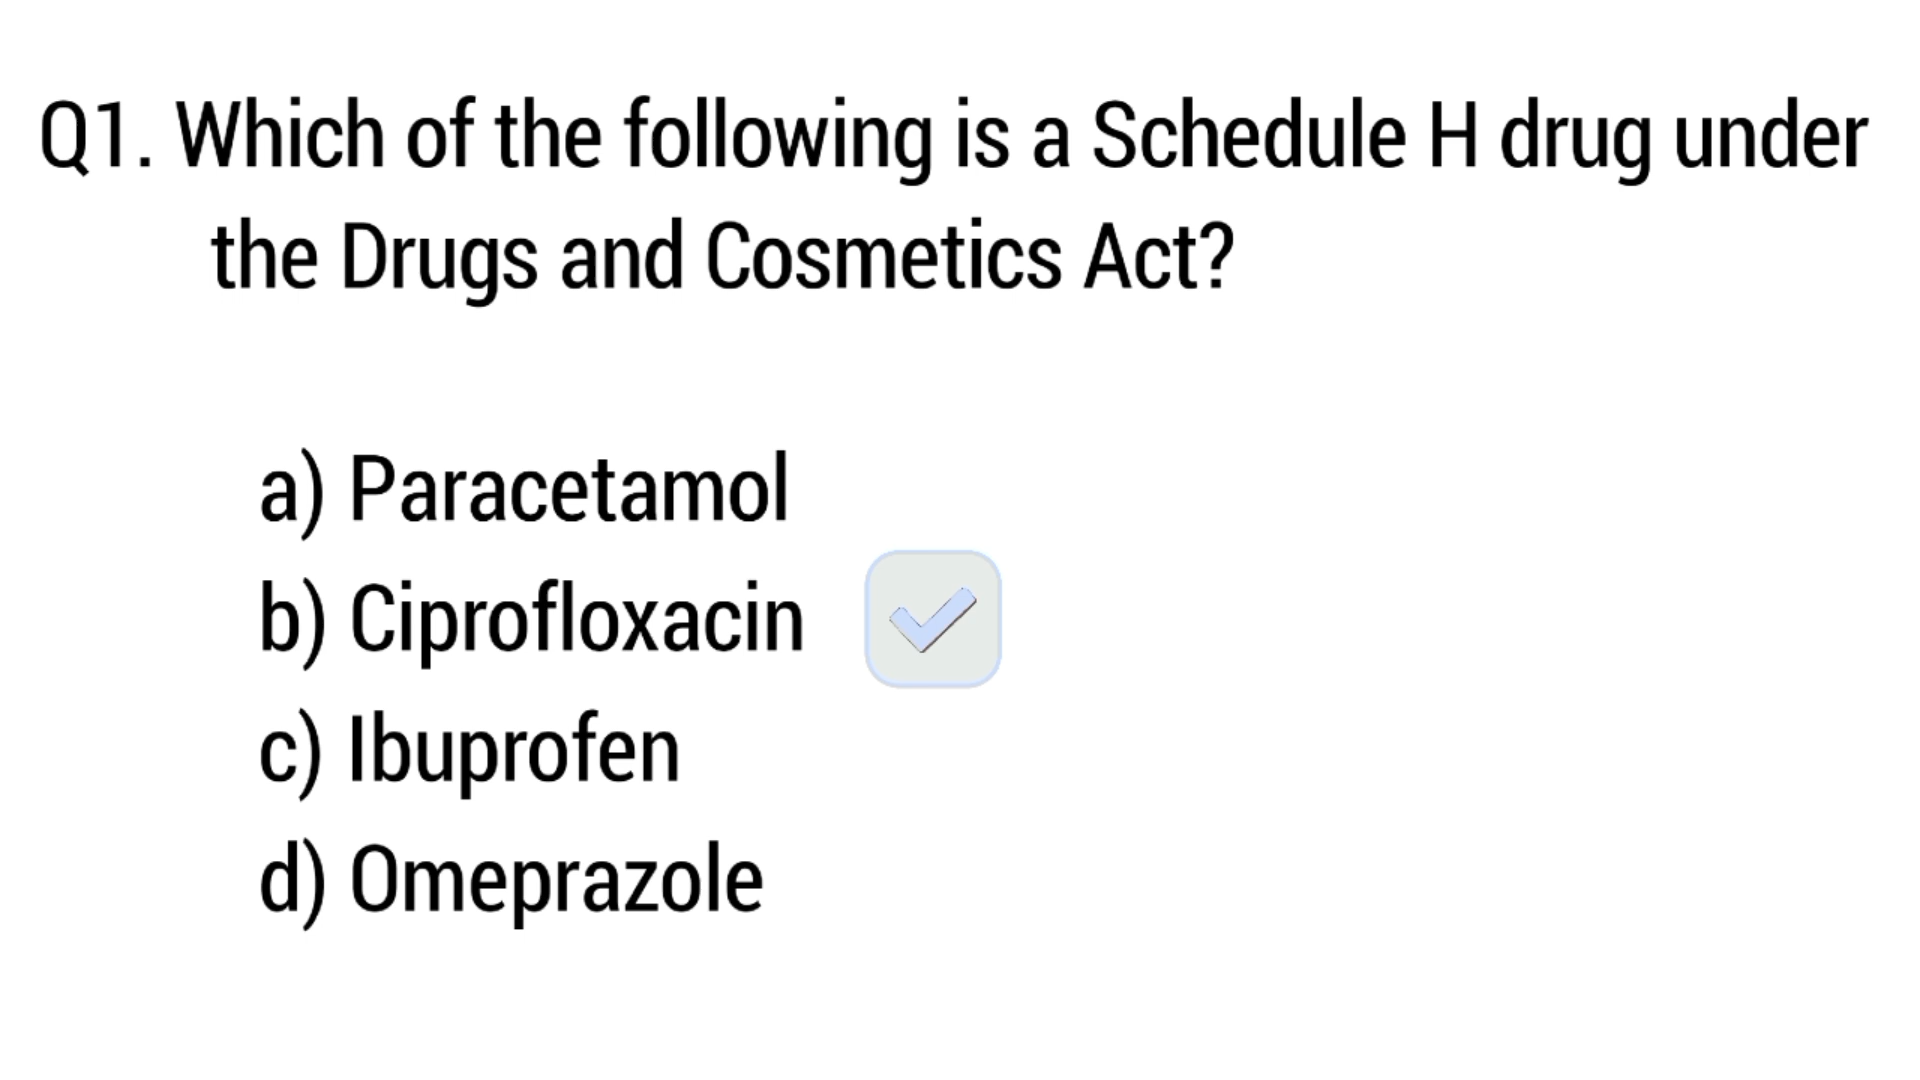 Q1. Which of the following is a Schedule H drug under
the Drugs and Cosmetics Act?
a) Paracetamol
b) Ciprofloxacin
c) Ibuprofen
d) Omeprazole